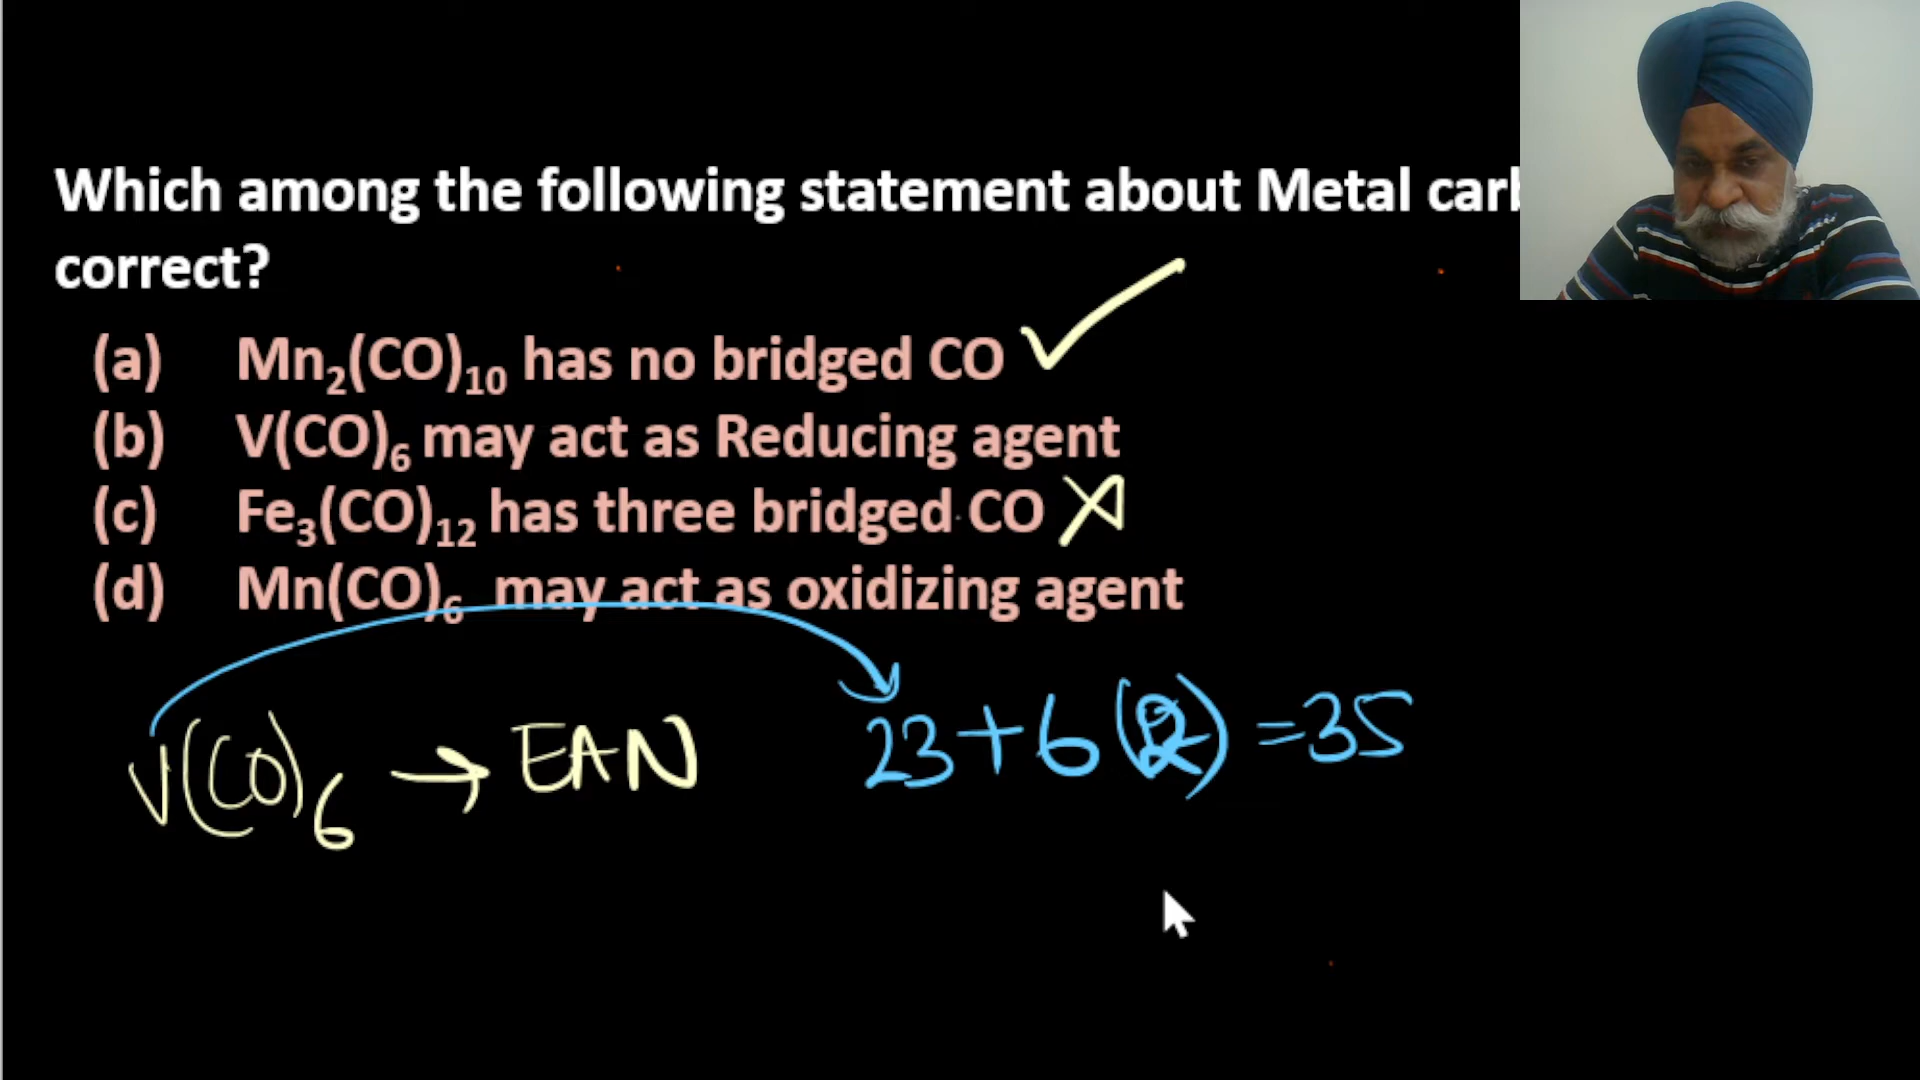 Which among the following statement about Metal carb
correct?
(a) Mn₂(CO)₁₀ has no bridged CO
(b) V(CO)₆ may act as Reducing agent
(c) Fe₃(CO)₁₂ has three bridged CO
(d) Mn(CO)₆ may act as oxidizing agent
V(CO)₆ → EAN 23+6(2)=35